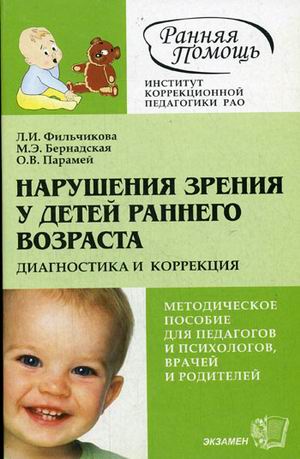 Ранняя
Помощь
ИНСТИТУТ
КОРРЕКЦИОННОЙ
ПЕДАГОГИКИ РАО
Л.И. Фильчикова
М.Э. Бернадская
О.В. Парамей
НАРУШЕНИЯ ЗРЕНИЯ
У ДЕТЕЙ РАННЕГО
ВОЗРАСТА
ДИАГНОСТИКА И КОРРЕКЦИЯ
МЕТОДИЧЕСКОЕ
ПОСОБИЕ
ДЛЯ ПЕДАГОГОВ
И ПСИХОЛОГОВ,
ВРАЧЕЙ
И РОДИТЕЛЕЙ
ЭКЗАМЕН